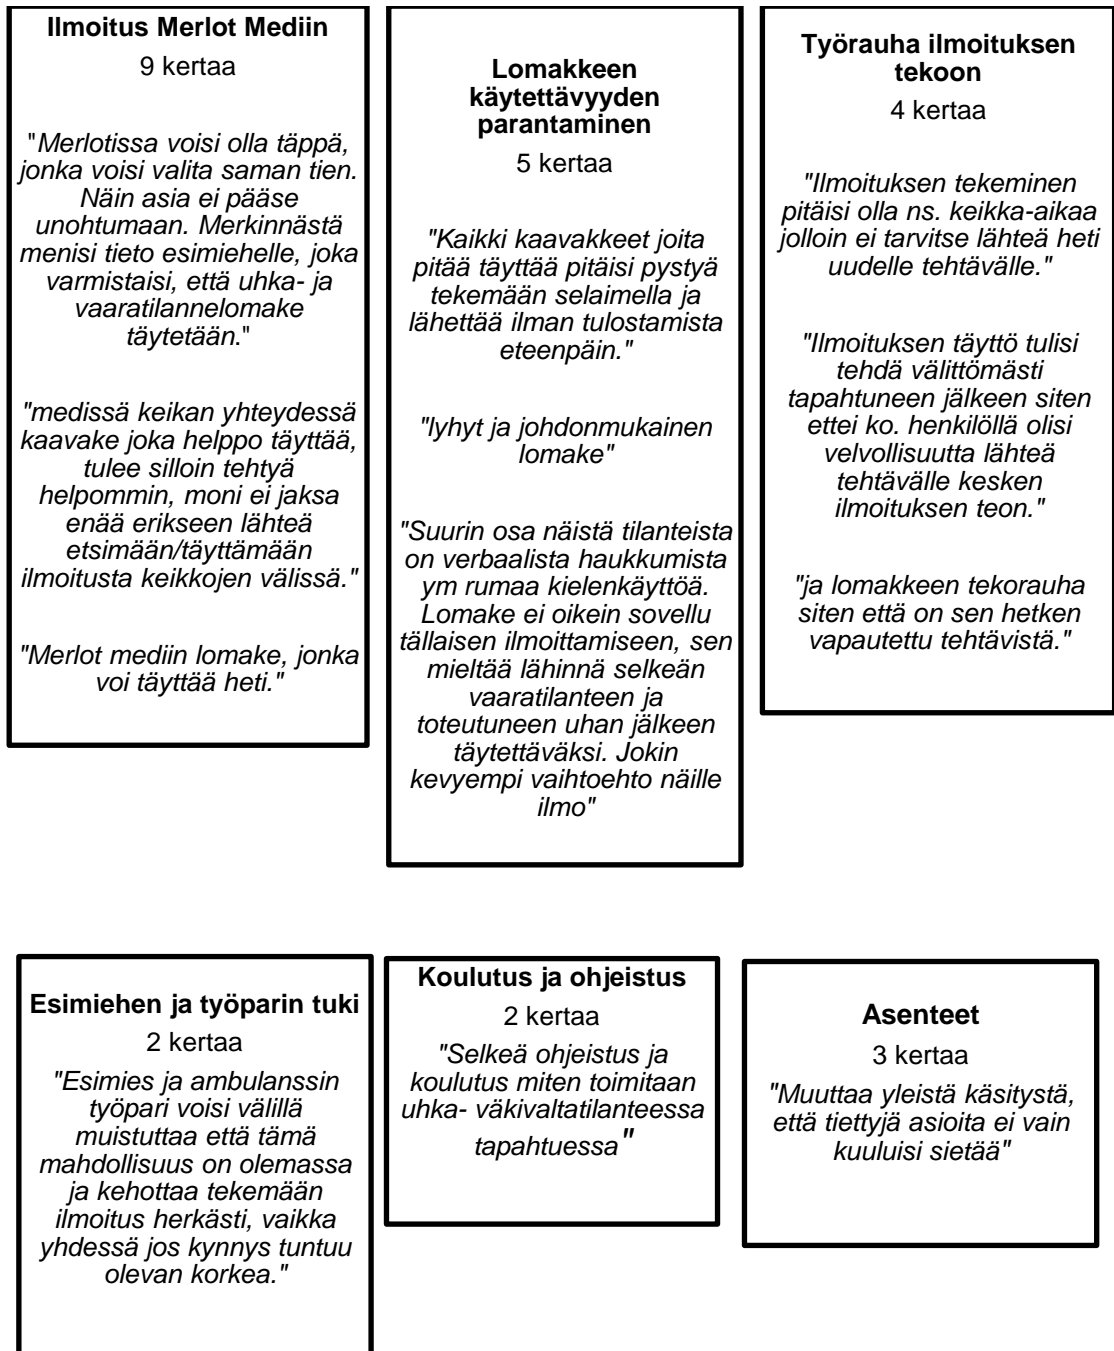 Ilmoitus Merlot Mediin
9 kertaa
"Merlotissa voisi olla täppä,
jonka voisi valita saman tien.
Näin asia ei pääse
unohtumaan. Merkinnästä
menisi tieto esimiehelle, joka
varmistaisi, että uhka- ja
vaaratilannelomake
täytetään."
"medissä keikan yhteydessä
kaavake joka helppo täyttää,
tulee silloin tehtyä
helpommin, moni ei jaksa
enää erikseen lähteä
etsimään/täyttämään
ilmoitusta keikkojen välissä."
"Merlot mediin lomake, jonka
voi täyttää heti."
Lomakkeen
käytettävyyden
parantaminen
5 kertaa
"Kaikki kaavakkeet joita
pitää täyttää pitäisi pystyä
tekemään selaimella ja
lähettää ilman tulostamista
eteenpäin."
"lyhyt ja johdonmukainen
lomake"
"Suurin osa näistä tilanteista
on verbaalista haukkumista
ym rumaa kielenkäyttöä.
Lomake ei oikein sovellu
tällaisen ilmoittamiseen, sen
mieltää lähinnä selkeän
vaaratilanteen ja
toteutuneen uhan jälkeen
täytettäväksi. Jokin
kevyempi vaihtoehto näille
ilmo"
Työrauha ilmoituksen
tekoon
4 kertaa
"Ilmoituksen tekeminen
pitäisi olla ns. keikka-aikaa
jolloin ei tarvitse lähteä heti
uudelle tehtävälle."
"Ilmoituksen täyttö tulisi
tehdä välittömästi
tapahtuneen jälkeen siten
ettei ko. henkilöllä olisi
velvollisuutta lähteä
tehtävälle kesken
ilmoituksen teon."
"ja lomakkeen tekorauha
siten että on sen hetken
vapautettu tehtävistä."
Esimiehen ja työparin tuki
2 kertaa
"Esimies ja ambulanssin
työpari voisi välillä
muistuttaa että tämä
mahdollisuus on olemassa
ja kehottaa tekemään
ilmoitus herkästi, vaikka
yhdessä jos kynnys tuntuu
olevan korkea."
Koulutus ja ohjeistus
2 kertaa
"Selkeä ohjeistus ja
koulutus miten toimitaan
uhka- väkivaltatilanteessa
tapahtuessa"
Asenteet
3 kertaa
"Muuttaa yleistä käsitystä,
että tiettyjä asioita ei vain
kuuluisi sietää"